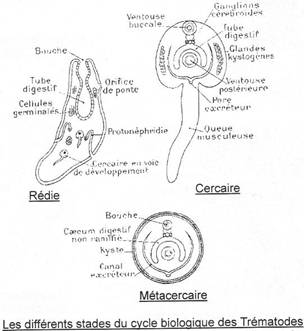 Ganglions
cérébroïdes
Ventouse
buccale
Tube
digestif
Glandes
kystogènes
Ventouse
postérieure
Pore
excréteur
Queue
musculeuse
Cercaire
Bouche
Tube
digestif
Orifice
de ponte
Cellules
germinales
Protonéphridie
Cercaire en voie
de développement
Rédie
Bouche
Cæcum digestif
non ramifié
Kyste
Canal
excréteur
Métacercaire
Les différents stades du cycle biologique des Trématodes